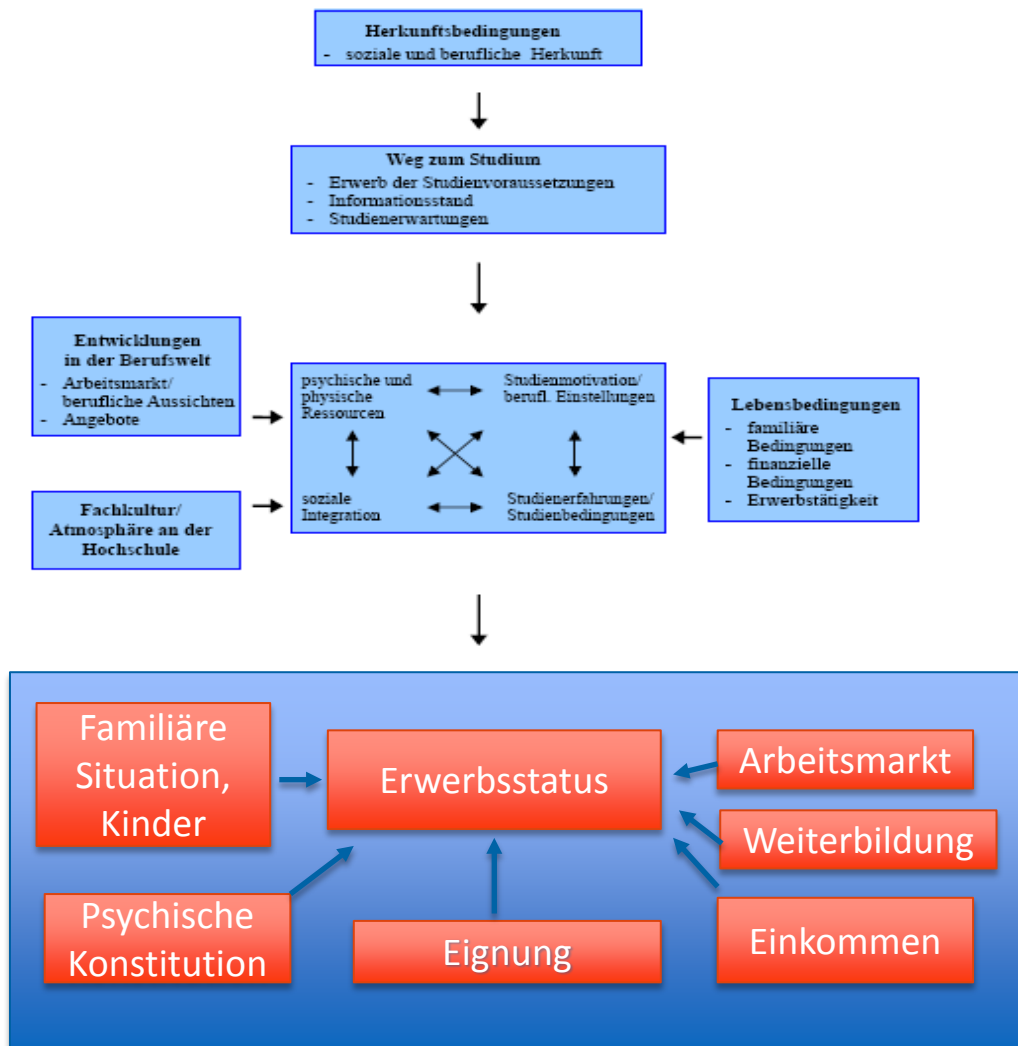 Herkunftsbedingungen
- soziale und berufliche Herkunft
Weg zum Studium
- Erwerb der Studienvoraussetzungen
- Informationsstand
- Studienerwartungen
Entwicklungen
in der Berufswelt
- Arbeitsmarkt/
berufliche Aussichten
- Angebote
Fachkultur/
Atmosphäre an der
Hochschule
psychische und
physische
Ressourcen
Studienmotivation/
berufl. Einstellungen
soziale
Integration
Studienerfahrungen/
Studienbedingungen
Lebensbedingungen
- familiäre
Bedingungen
- finanzielle
Bedingungen
- Erwerbstätigkeit
Familiäre
Situation,
Kinder
Erwerbsstatus
Arbeitsmarkt
Weiterbildung
Psychische
Konstitution
Eignung
Einkommen